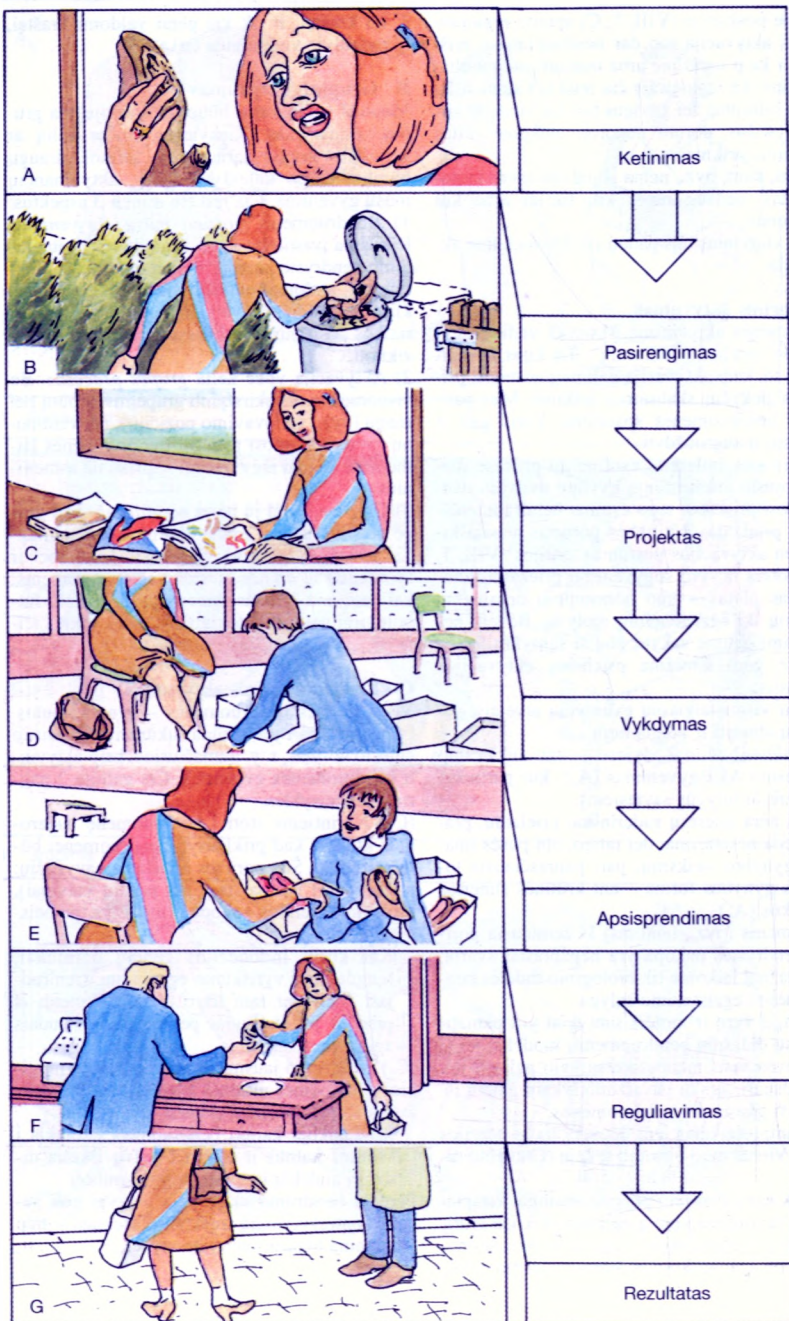 A
Ketinimas
B
Pasirengimas
C
Projektas
D
Vykdymas
E
Apsisprendimas
F
Reguliavimas
G
Rezultatas